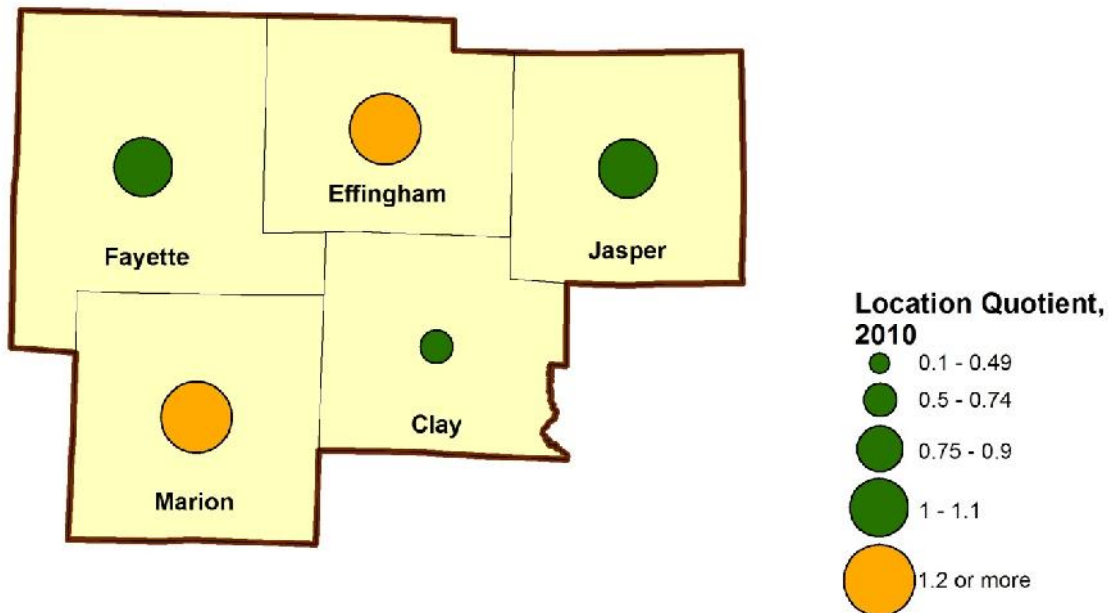 Effingham
Fayette
Jasper
Clay
Marion
Location Quotient,
2010
0.1 - 0.49
0.5 - 0.74
0.75 - 0.9
1 - 1.1
1.2 or more